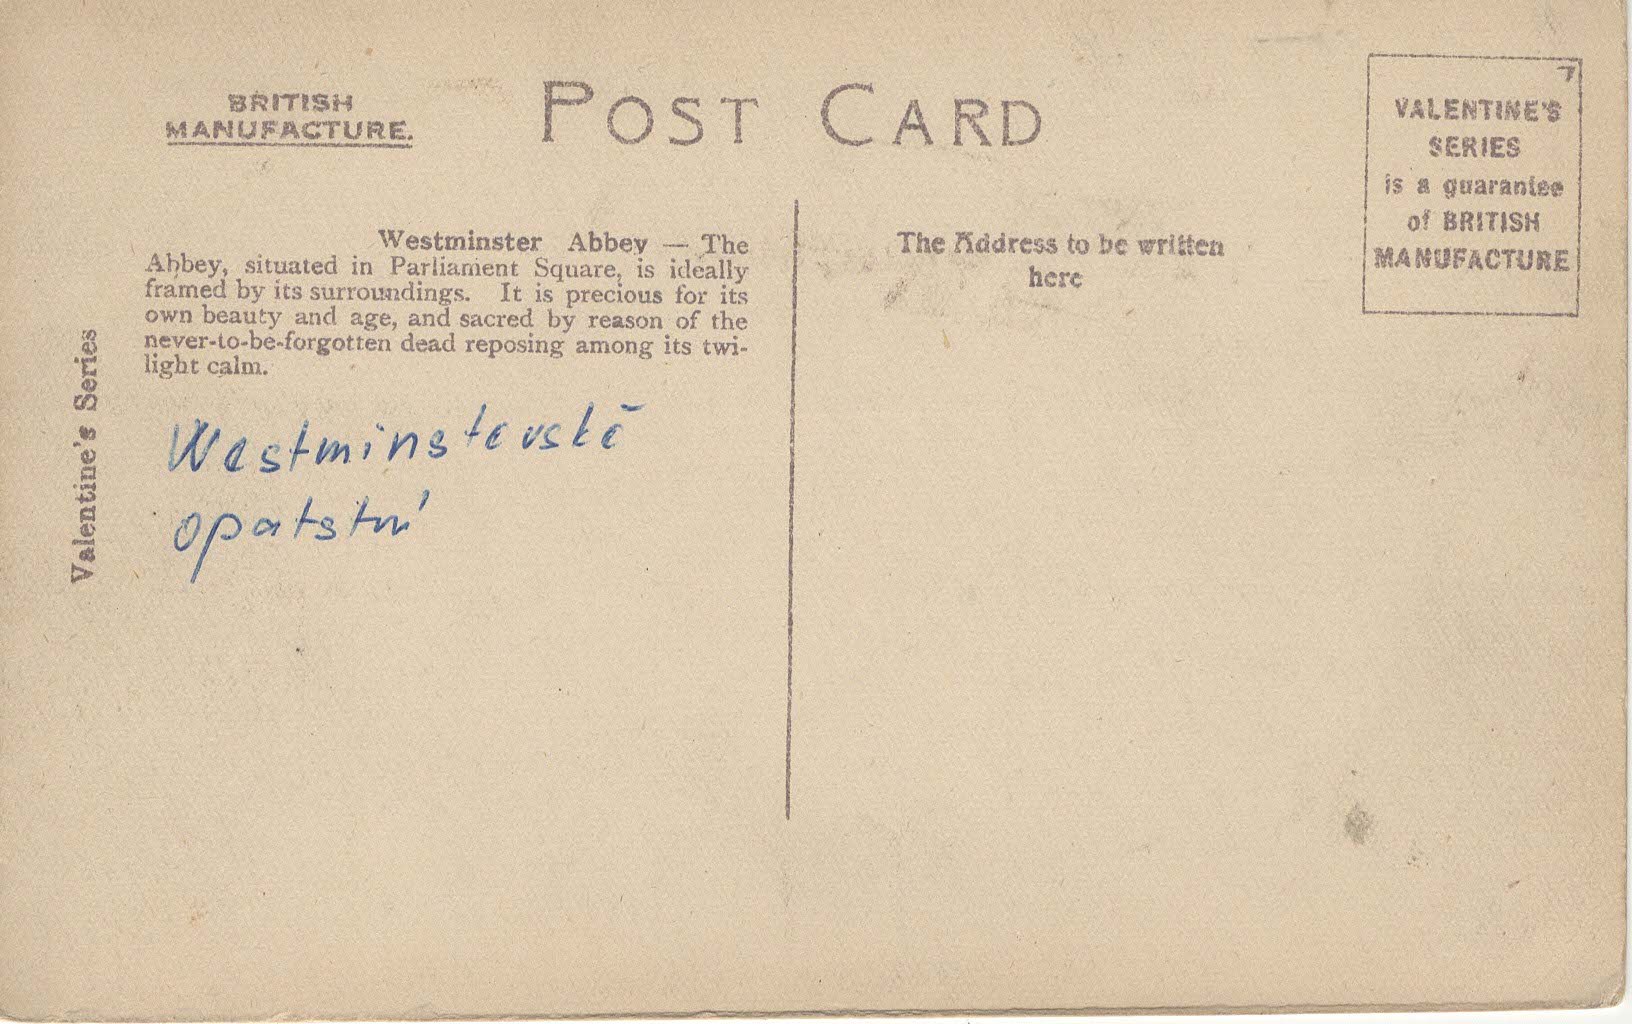 BRITISH
MANUFACTURE.
POST CARD
VALENTINE'S
SERIES
is a guarantee
of BRITISH
MANUFACTURE
Westminster Abbey — The
Abbey, situated in Parliament Square, is ideally
framed by its surroundings. It is precious for its
own beauty and age, and sacred by reason of the
never-to-be-forgotten dead reposing among its twi-
light calm.
The Address to be written
here
Valentine's Series
Westminsterské
opatství